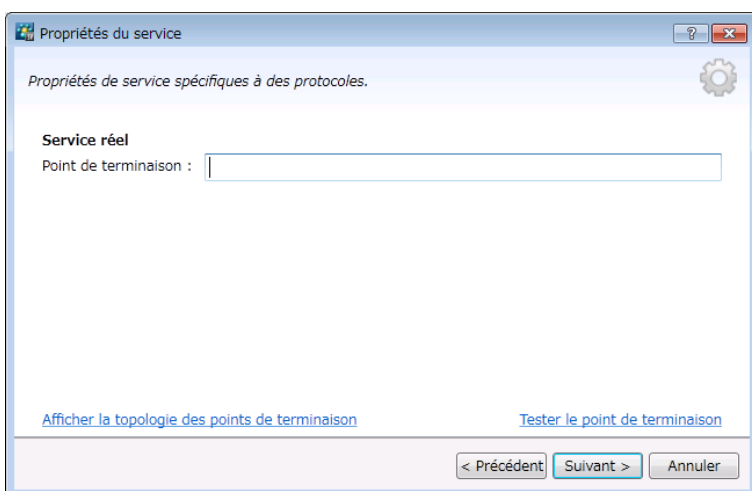 Propriétés du service
?
Propriétés de service spécifiques à des protocoles.
Service réel
Point de terminaison :
Afficher la topologie des points de terminaison
Tester le point de terminaison
< Précédent
Suivant >
Annuler